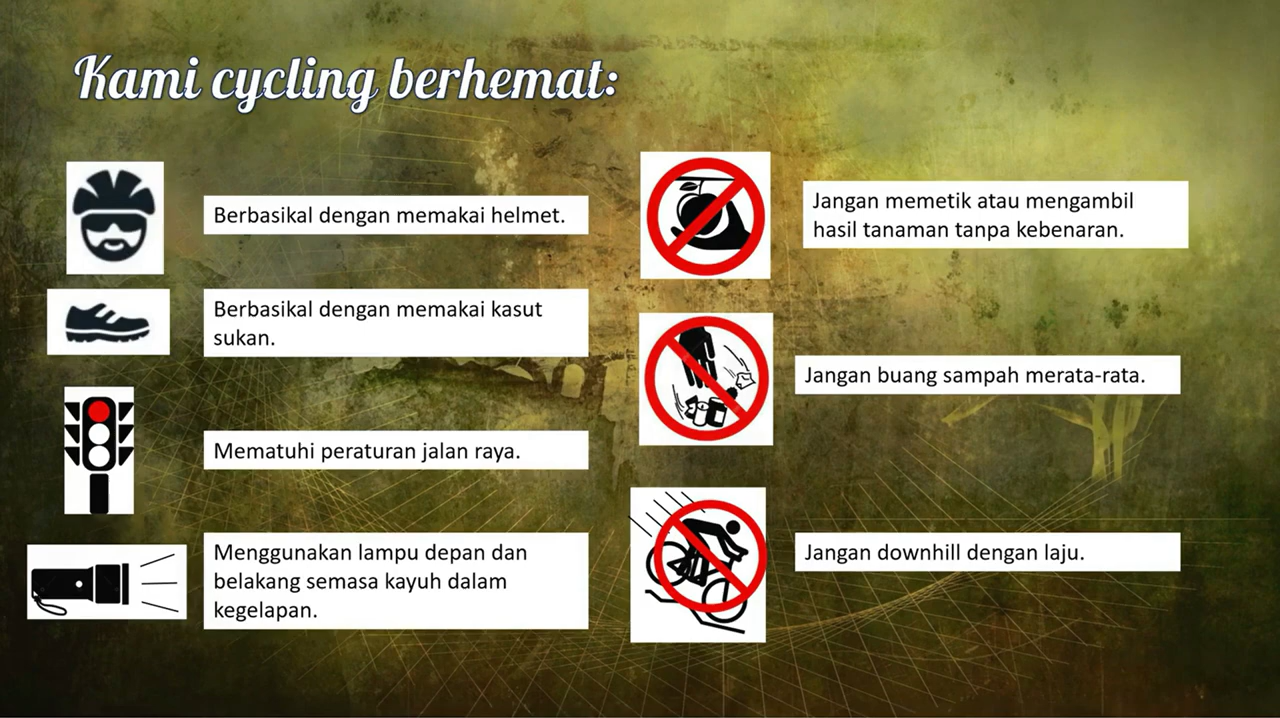 Kami cycling berhemat:
Berbasikal dengan memakai helmet.
Berbasikal dengan memakai kasut
sukan.
Mematuhi peraturan jalan raya.
Menggunakan lampu depan dan
belakang semasa kayuh dalam
kegelapan.
Jangan memetik atau mengambil
hasil tanaman tanpa kebenaran.
Jangan buang sampah merata-rata.
Jangan downhill dengan laju.